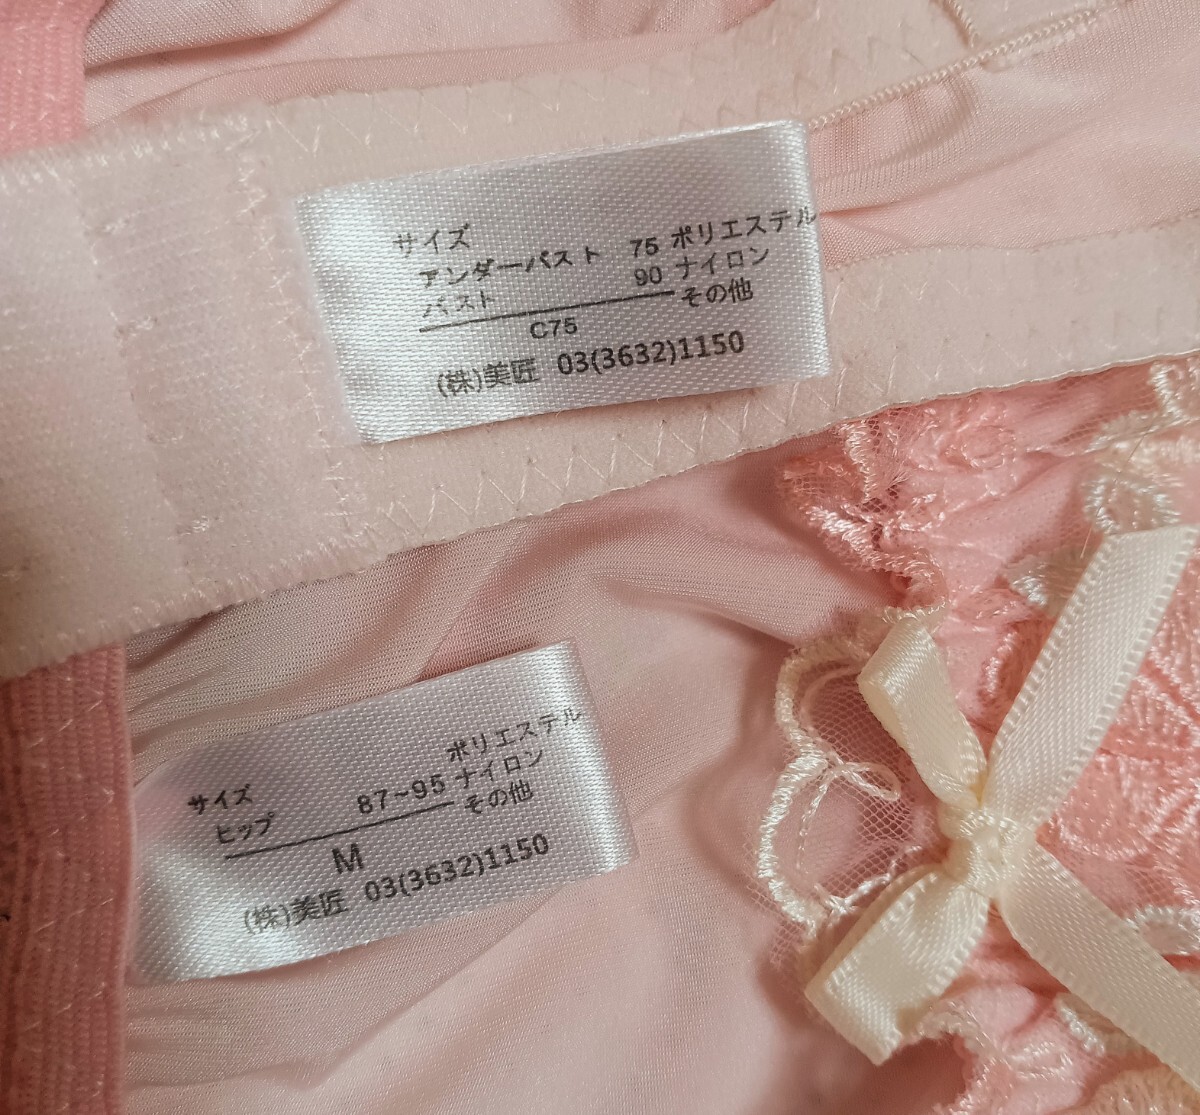 サイズ
アンダーバスト 75 ポリエステル
バスト 90 ナイロン
C75 その他
(株)美匠 03(3632)1150
サイズ ポリエステル
ヒップ 87~95 ナイロン
M その他
(株)美匠 03(3632)1150